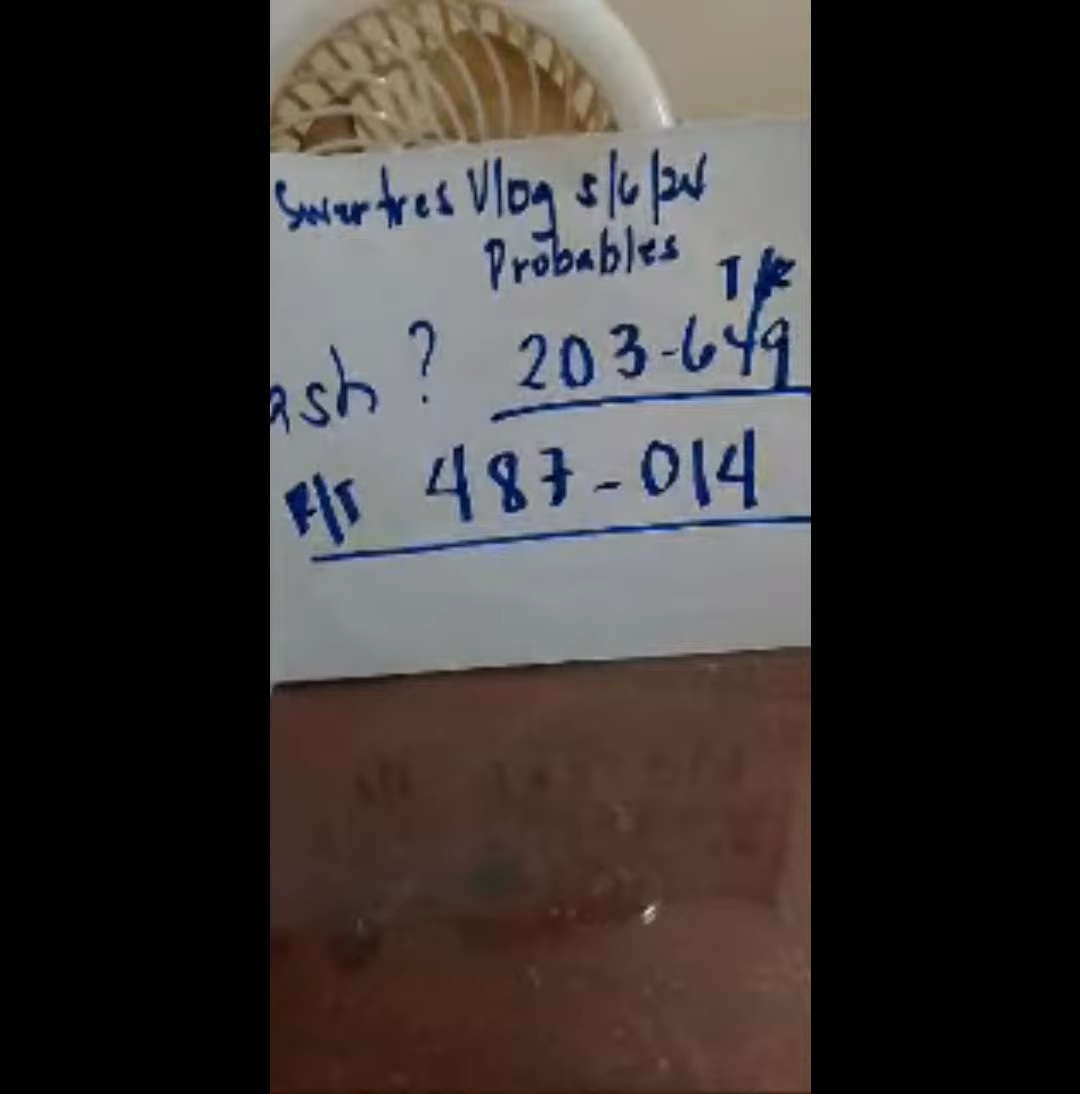 Swertres Vlog 5/6/24
Probables
T/R
ash? 203-649
R/T 487-014